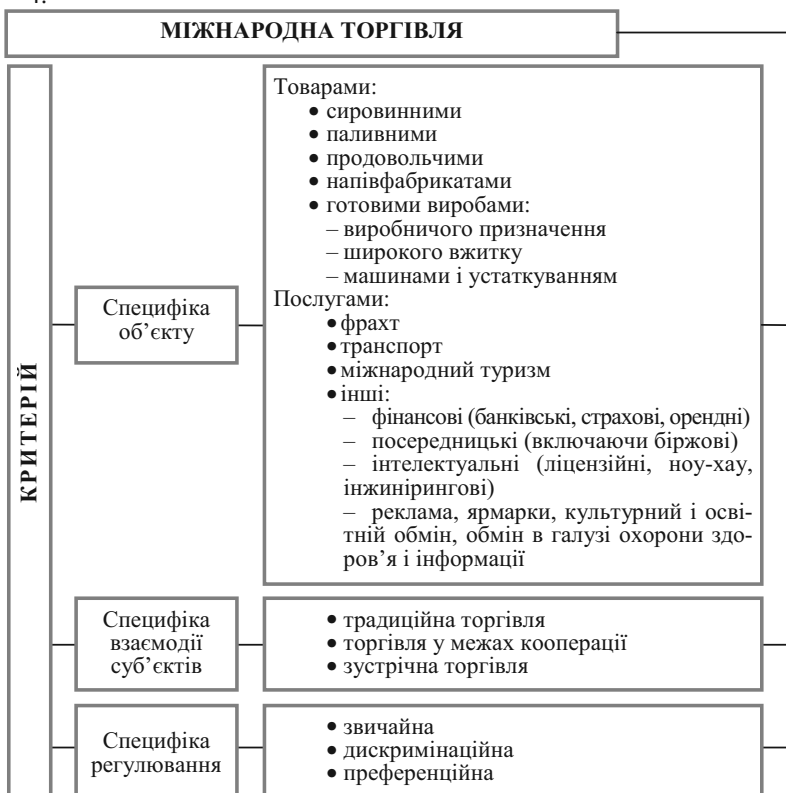 МІЖНАРОДНА ТОРГІВЛЯ
КРИТЕРІЙ
Специфіка
об’єкту
Товарами:
• сировинними
• паливними
• продовольчими
• напівфабрикатами
• готовими виробами:
– виробничого призначення
– широкого вжитку
– машинами і устаткуванням
Послугами:
• фрахт
• транспорт
• міжнародний туризм
• інші:
– фінансові (банківські, страхові, орендні)
– посередницькі (включаючи біржові)
– інтелектуальні (ліцензійні, ноу-хау,
інжинірингові)
– реклама, ярмарки, культурний і осві-
тній обмін, обмін в галузі охорони здо-
ров’я і інформації
Специфіка
взаємодії
суб’єктів
• традиційна торгівля
• торгівля у межах кооперації
• зустрічна торгівля
Специфіка
регулювання
• звичайна
• дискримінаційна
• преференційна